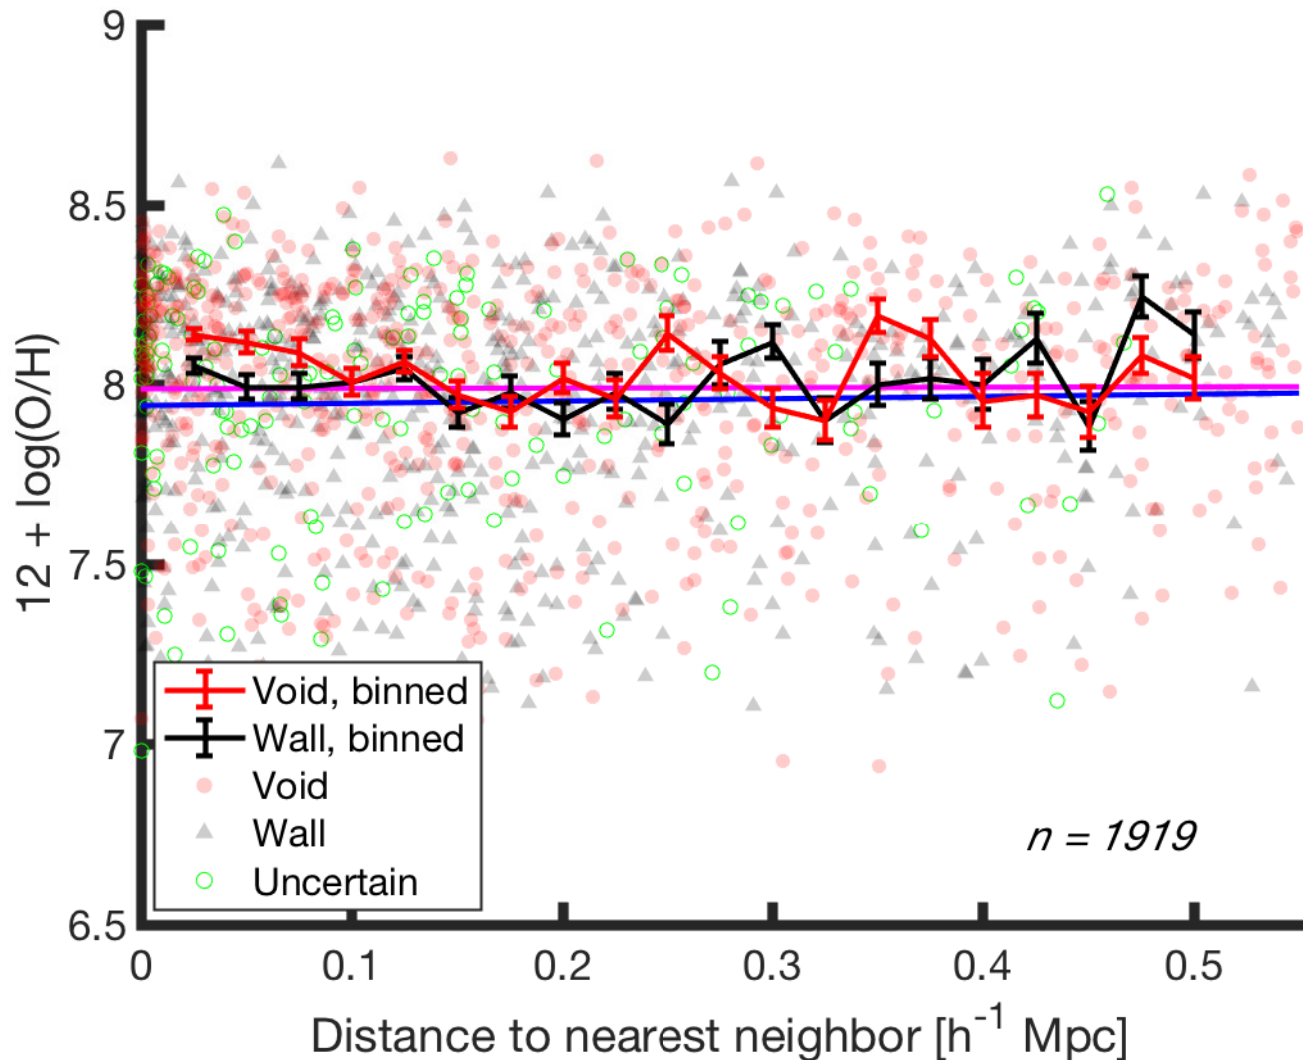 9
8.5
8
7.5
7
6.5
12 + log(O/H)
Void, binned
Wall, binned
Void
Wall
Uncertain
n = 1919
0 0.1 0.2 0.3 0.4 0.5
Distance to nearest neighbor [h⁻¹ Mpc]